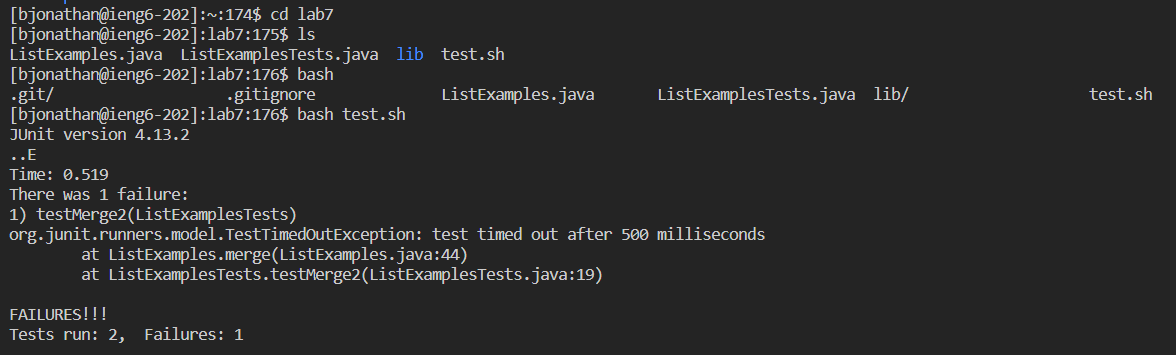 [bjonathan@ieng6-202]:~:174$ cd lab7
[bjonathan@ieng6-202]:lab7:175$ ls
ListExamples.java  ListExamplesTests.java  lib  test.sh
[bjonathan@ieng6-202]:lab7:176$ bash
.git/  .gitignore  ListExamples.java  ListExamplesTests.java  lib/  test.sh
[bjonathan@ieng6-202]:lab7:176$ bash test.sh
JUnit version 4.13.2
..E
Time: 0.519
There was 1 failure:
1) testMerge2(ListExamplesTests)
org.junit.runners.model.TestTimedOutException: test timed out after 500 milliseconds
        at ListExamples.merge(ListExamples.java:44)
        at ListExamplesTests.testMerge2(ListExamplesTests.java:19)

FAILURES!!!
Tests run: 2,  Failures: 1